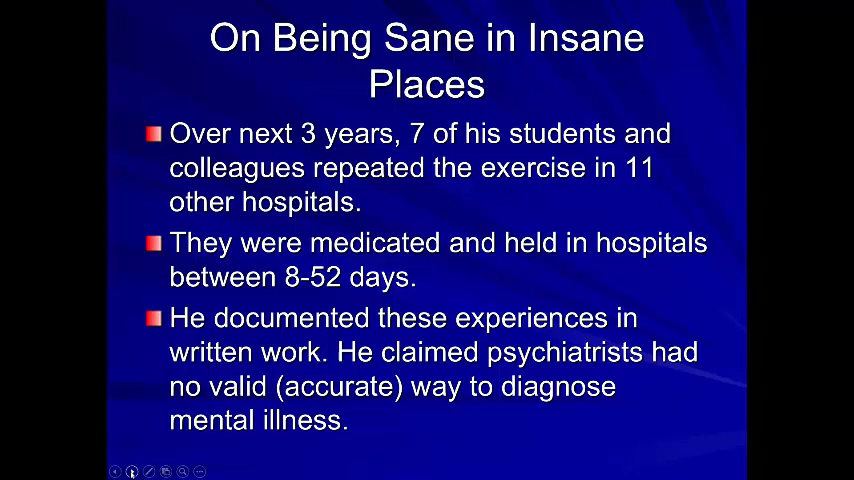 On Being Sane in Insane
Places
Over next 3 years, 7 of his students and
colleagues repeated the exercise in 11
other hospitals.
They were medicated and held in hospitals
between 8-52 days.
He documented these experiences in
written work. He claimed psychiatrists had
no valid (accurate) way to diagnose
mental illness.